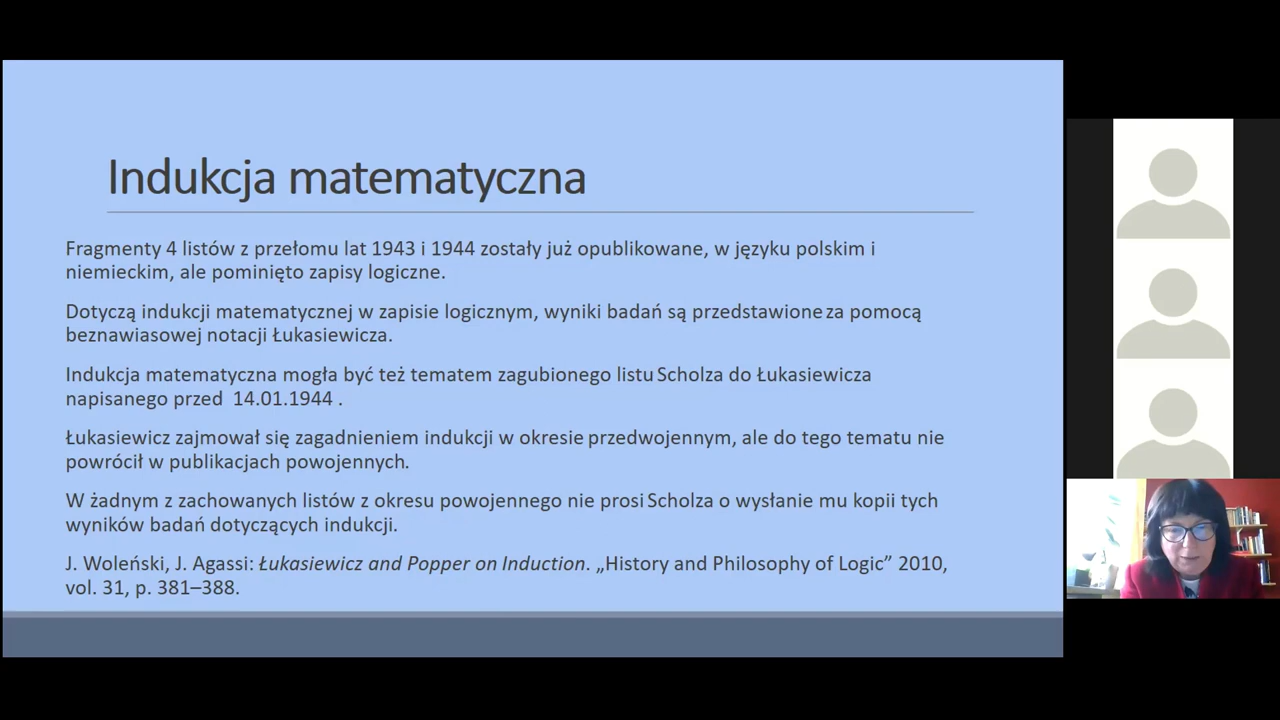 Indukcja matematyczna
Fragmenty 4 listów z przełomu lat 1943 i 1944 zostały już opublikowane, w języku polskim i
niemieckim, ale pominięto zapisy logiczne.
Dotyczą indukcji matematycznej w zapisie logicznym, wyniki badań są przedstawione za pomocą
beznawiasowej notacji Łukasiewicza.
Indukcja matematyczna mogła być też tematem zagubionego listu Scholza do Łukasiewicza
napisanego przed 14.01.1944 .
Łukasiewicz zajmował się zagadnieniem indukcji w okresie przedwojennym, ale do tego tematu nie
powrócił w publikacjach powojennych.
W żadnym z zachowanych listów z okresu powojennego nie prosi Scholza o wysłanie mu kopii tych
wyników badań dotyczących indukcji.
J. Woleński, J. Agassi: Łukasiewicz and Popper on Induction. „History and Philosophy of Logic” 2010,
vol. 31, p. 381–388.